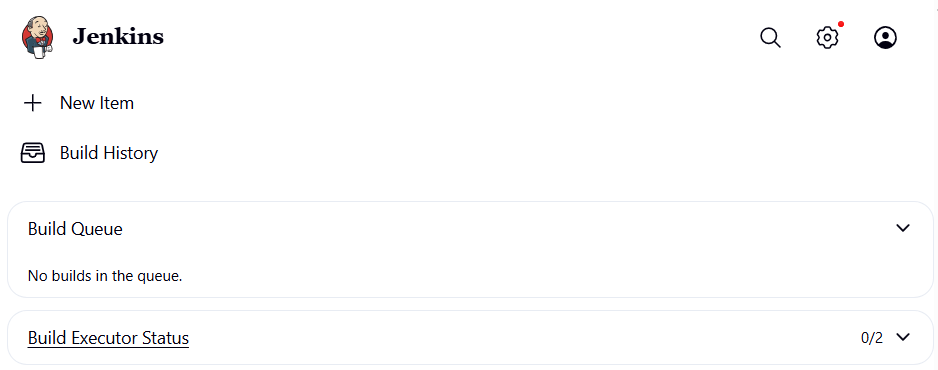 Jenkins
New Item
Build History
Build Queue
No builds in the queue.
Build Executor Status 0/2